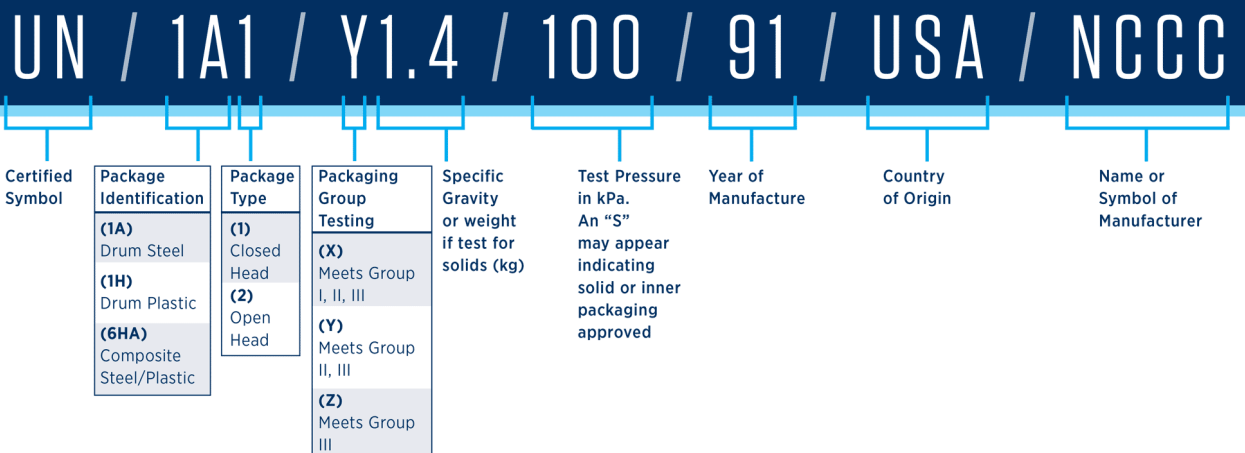 UN / 1A1 / Y1.4 / 100 / 91 / USA / NCCC
Certified
Symbol
Package
Identification
(1A)
Drum Steel
(1H)
Drum Plastic
(6HA)
Composite
Steel/Plastic
Package
Type
(1)
Closed
Head
(2)
Open
Head
Packaging
Group
Testing
(X)
Meets Group
I, II, III
(Y)
Meets Group
II, III
(Z)
Meets Group
III
Specific
Gravity
or weight
if test for
solids (kg)
Test Pressure
in kPa.
An “S”
may appear
indicating
solid or inner
packaging
approved
Year of
Manufacture
Country
of Origin
Name or
Symbol of
Manufacturer